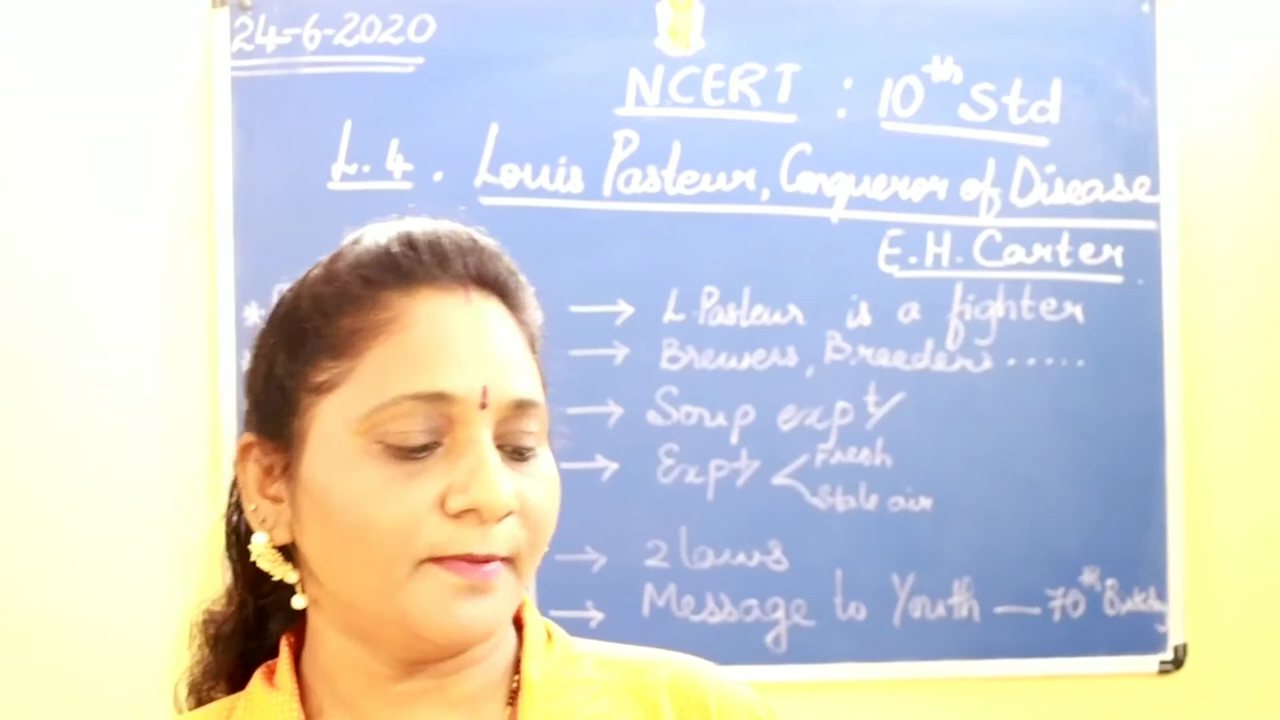 24-6-2020
NCERT : 10th Std
L. 4. Louis Pasteur, Conqueror of Disease
E.H. Carter
* → L. Pasteur is a fighter
→ Brewers, Breeders.....
→ Soup expt/
→ Expt/ < Fresh
Stale air
→ 2 laws
→ Message to Youth — 70th